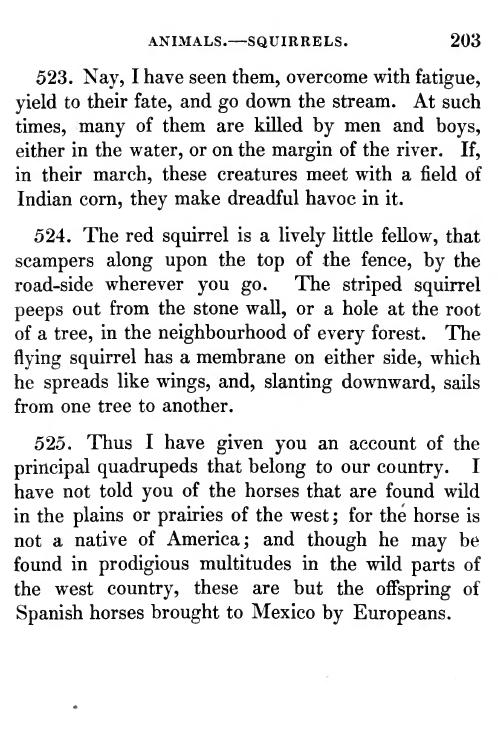 ANIMALS.—SQUIRRELS. 203
523. Nay, I have seen them, overcome with fatigue,
yield to their fate, and go down the stream. At such
times, many of them are killed by men and boys,
either in the water, or on the margin of the river. If,
in their march, these creatures meet with a field of
Indian corn, they make dreadful havoc in it.
524. The red squirrel is a lively little fellow, that
scampers along upon the top of the fence, by the
road-side wherever you go. The striped squirrel
peeps out from the stone wall, or a hole at the root
of a tree, in the neighbourhood of every forest. The
flying squirrel has a membrane on either side, which
he spreads like wings, and, slanting downward, sails
from one tree to another.
525. Thus I have given you an account of the
principal quadrupeds that belong to our country. I
have not told you of the horses that are found wild
in the plains or prairies of the west; for the horse is
not a native of America; and though he may be
found in prodigious multitudes in the wild parts of
the west country, these are but the offspring of
Spanish horses brought to Mexico by Europeans.